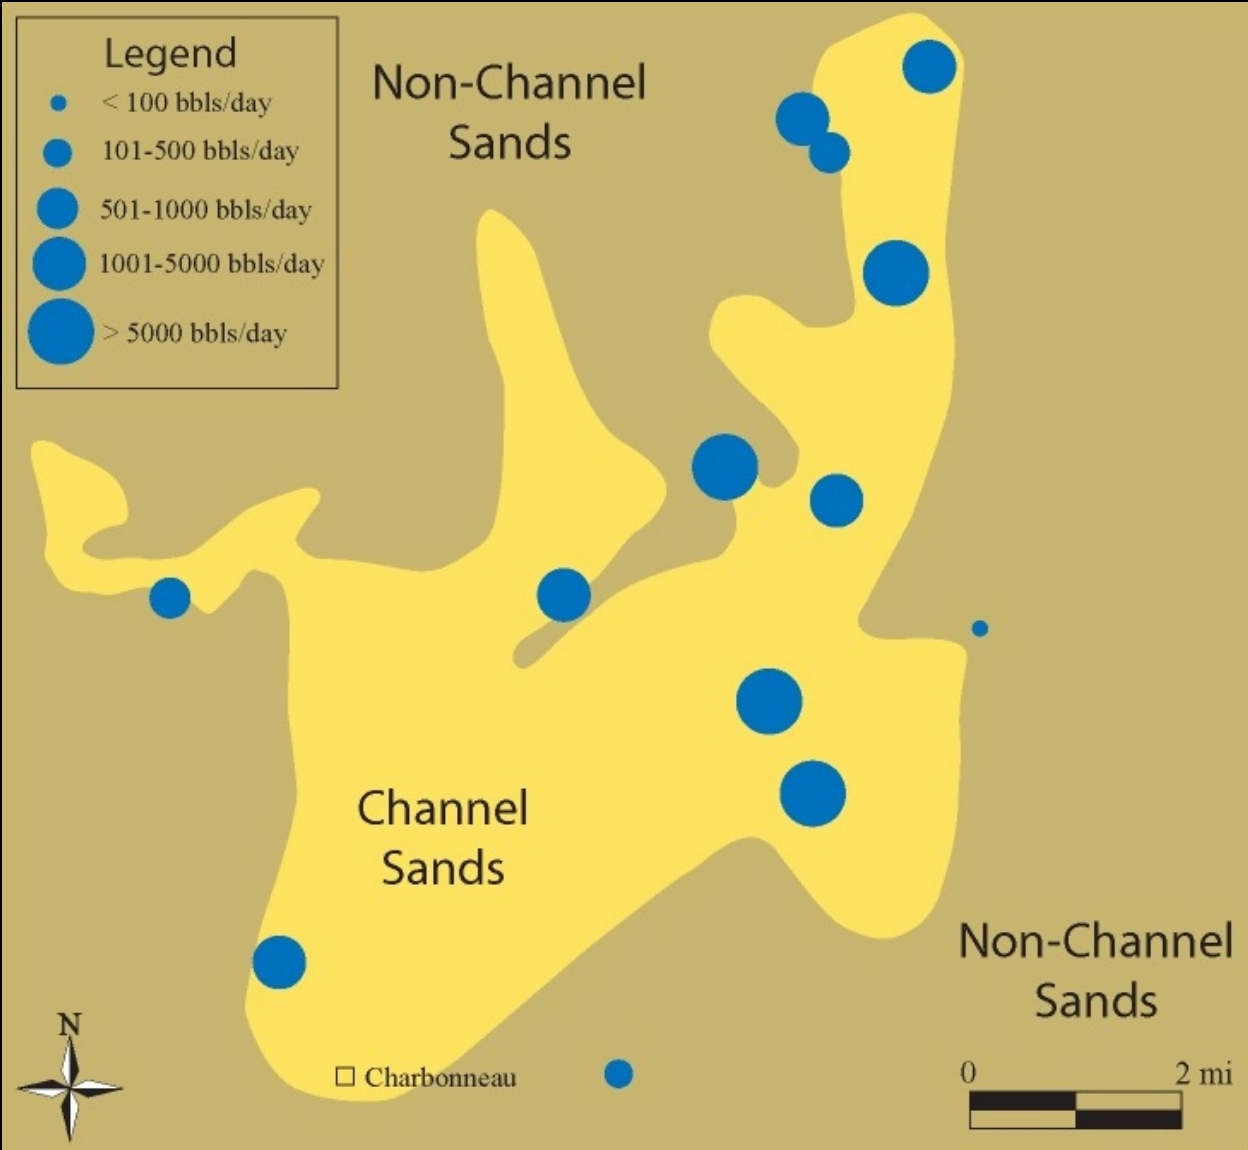 Legend
< 100 bbls/day
101-500 bbls/day
501-1000 bbls/day
1001-5000 bbls/day
> 5000 bbls/day
Non-Channel
Sands
Channel
Sands
Non-Channel
Sands
N
Charbonneau
0 2 mi